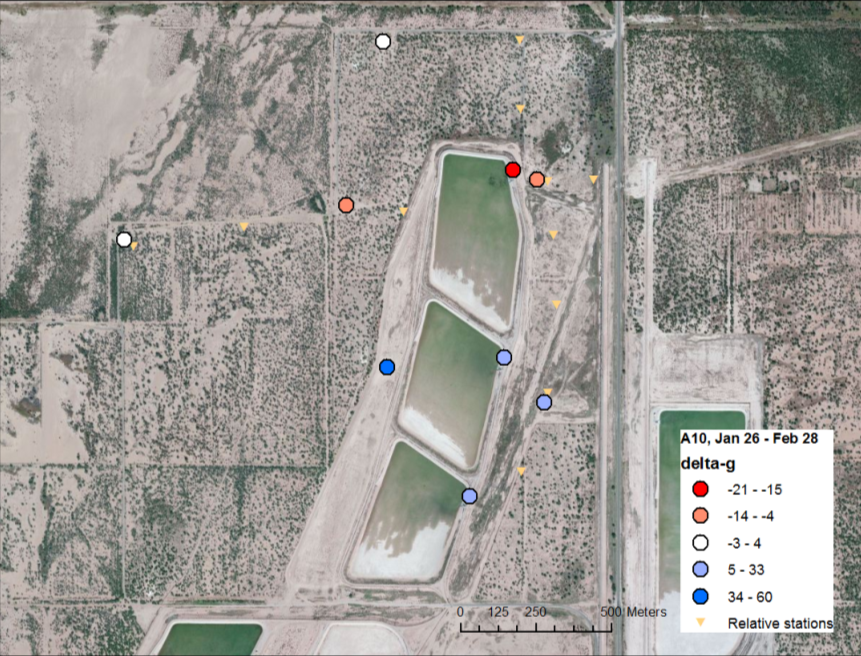 A10, Jan 26 - Feb 28
delta-g
-21 - -15
-14 - -4
-3 - 4
5 - 33
34 - 60
Relative stations
0 125 250 500 Meters